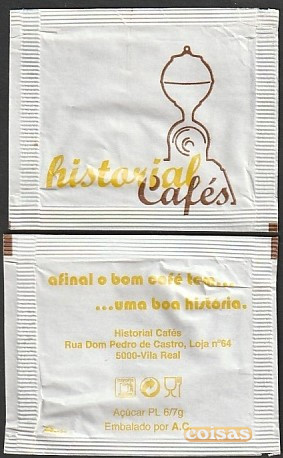 historial
Cafés
afinal o bom café tem...
...uma boa história.
Historial Cafés
Rua Dom Pedro de Castro, Loja nº64
5000-Vila Real
Açúcar PL 6/7g
Embalado por A.C.
coisas